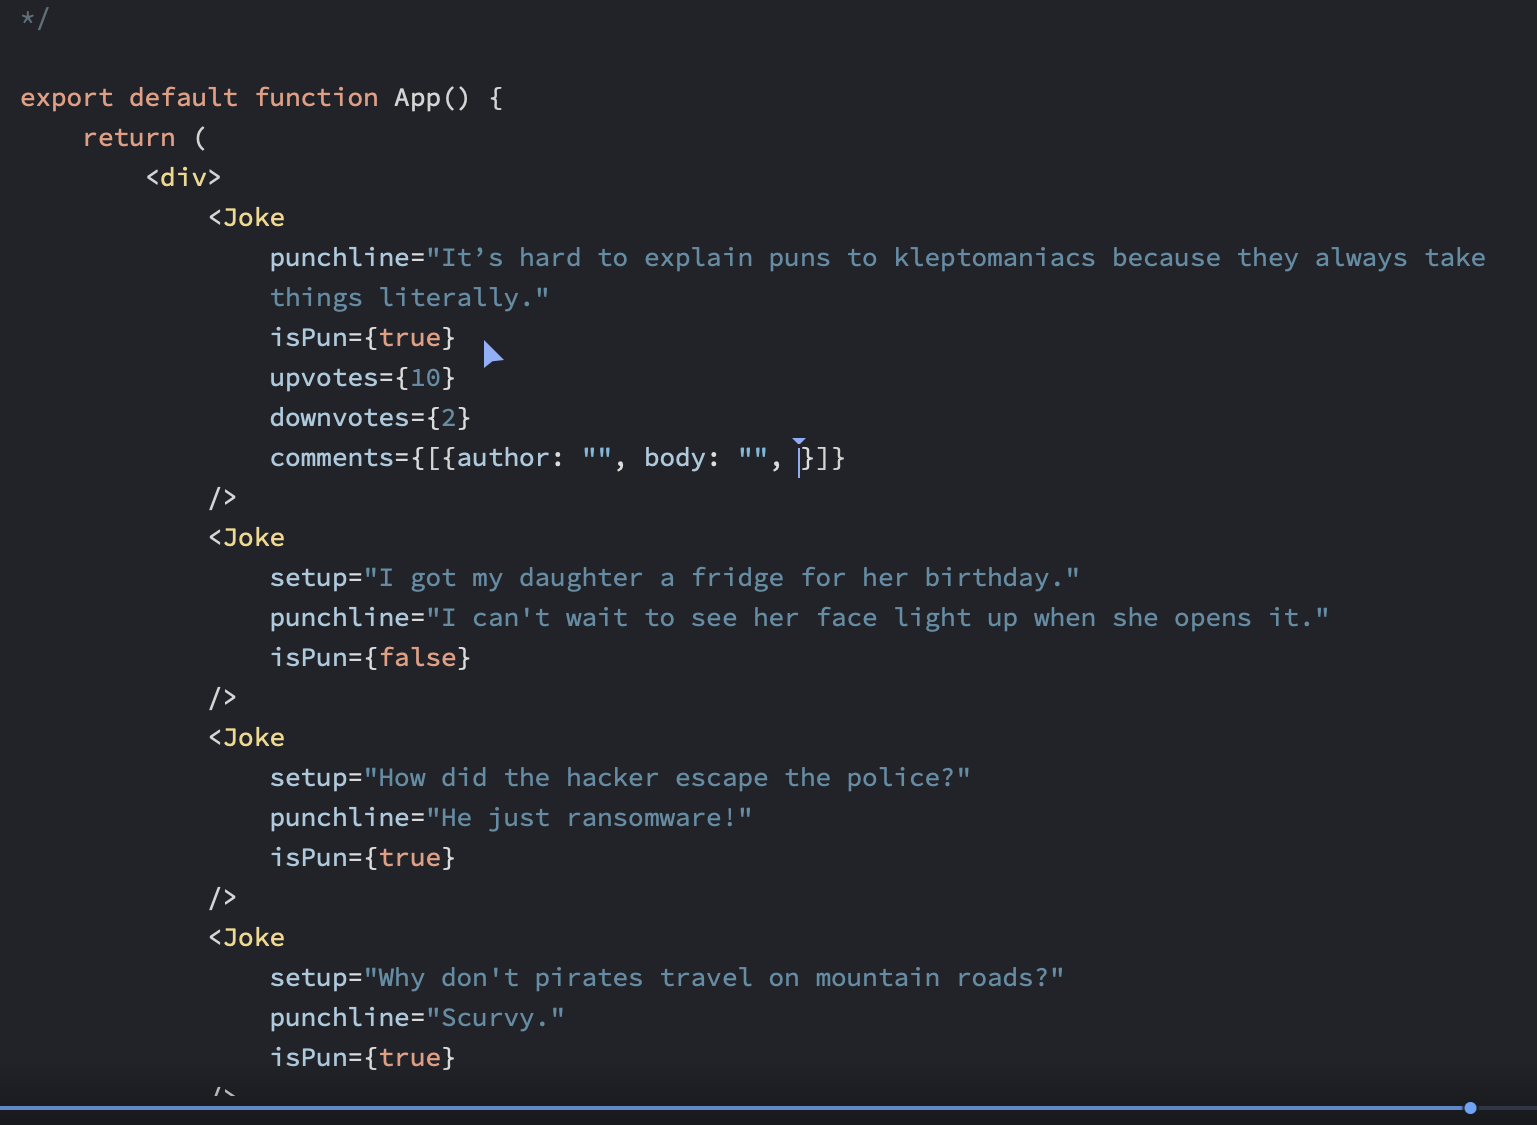 */
export default function App() {
    return (
        <div>
            <Joke
                punchline="It’s hard to explain puns to kleptomaniacs because they always take
                things literally."
                isPun={true}
                upvotes={10}
                downvotes={2}
                comments={[{author: "", body: "", }]}
            />
            <Joke
                setup="I got my daughter a fridge for her birthday."
                punchline="I can't wait to see her face light up when she opens it."
                isPun={false}
            />
            <Joke
                setup="How did the hacker escape the police?"
                punchline="He just ransomware!"
                isPun={true}
            />
            <Joke
                setup="Why don't pirates travel on mountain roads?"
                punchline="Scurvy."
                isPun={true}
            />